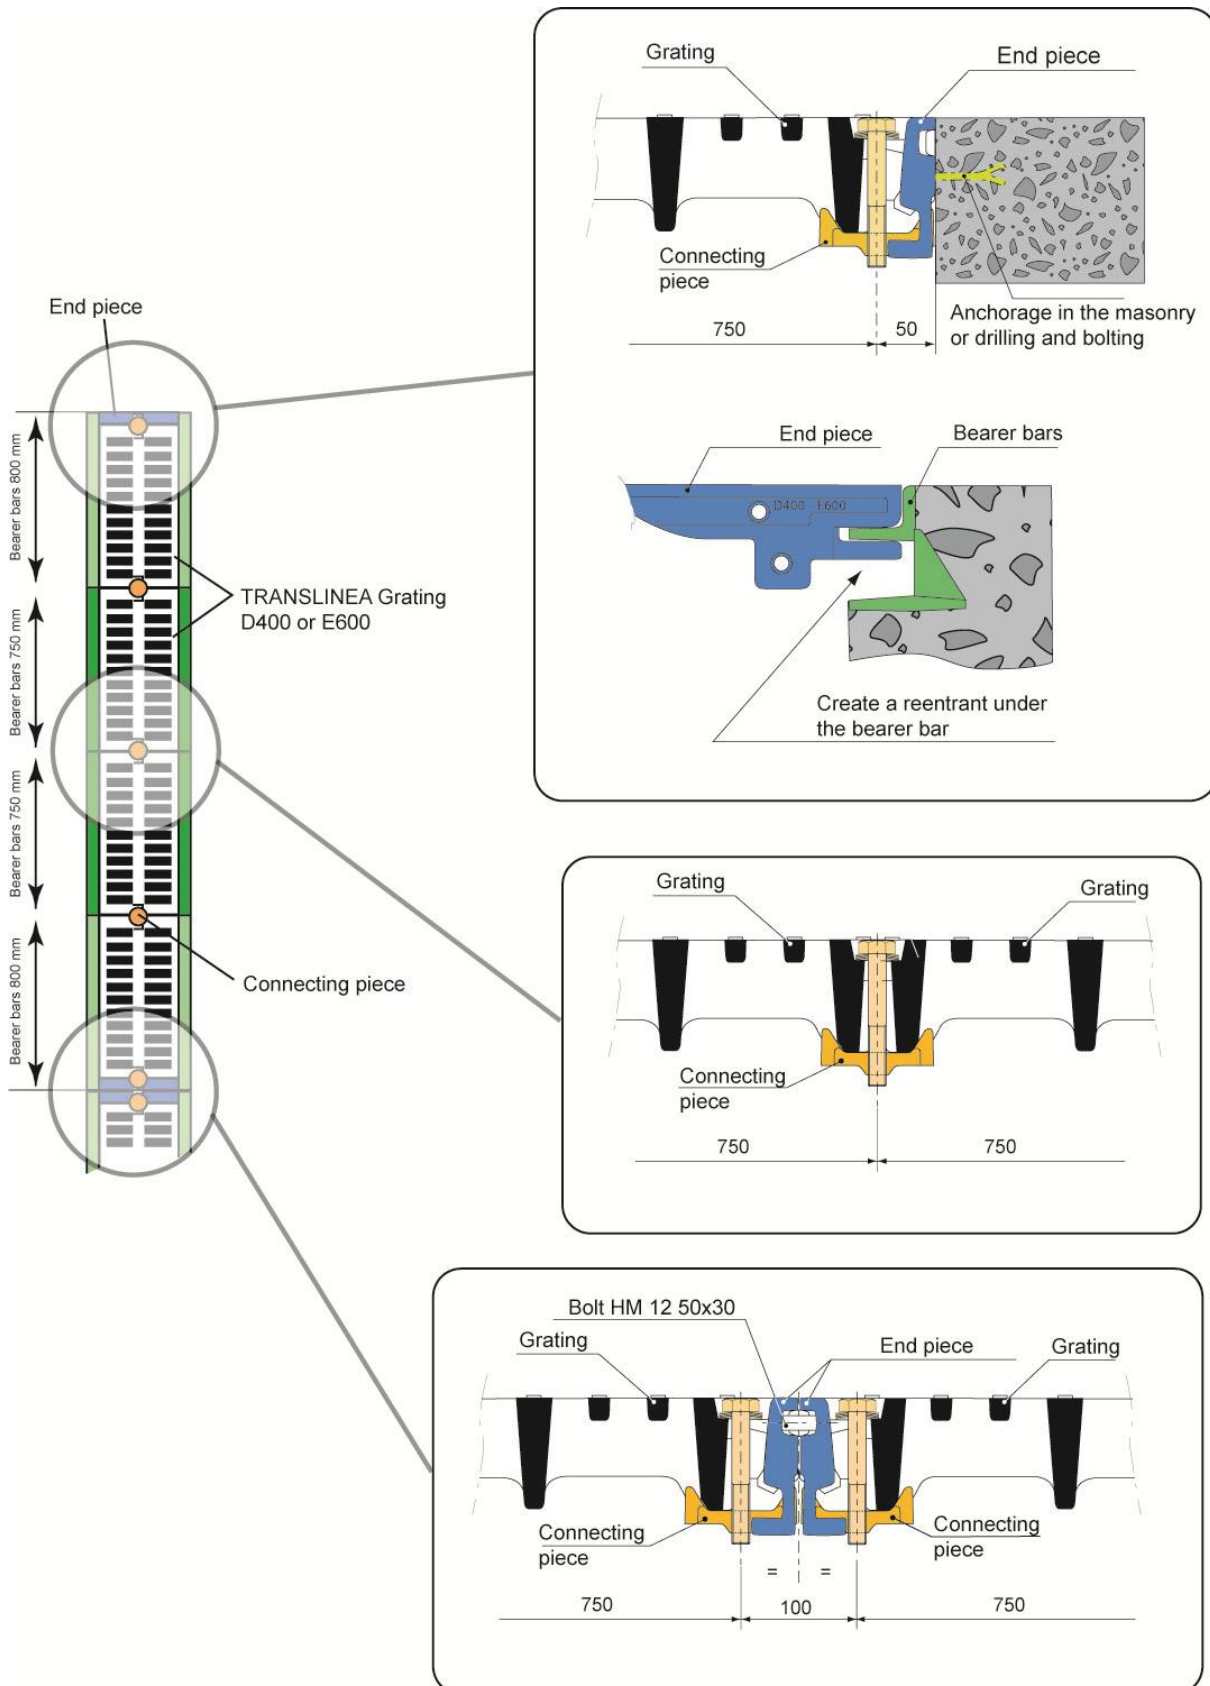 End piece
Bearer bars 800 mm
Bearer bars 750 mm
Bearer bars 750 mm
Bearer bars 800 mm
TRANSLINEA Grating
D400 or E600
Connecting piece
Grating
End piece
Connecting
piece
750
50
Anchorage in the masonry
or drilling and bolting
End piece
Bearer bars
D400 - E600
Create a reentrant under
the bearer bar
Grating
Grating
Connecting
piece
750
750
Bolt HM 12 50x30
Grating
End piece
Grating
Connecting
piece
Connecting
piece
= =
750
100
750